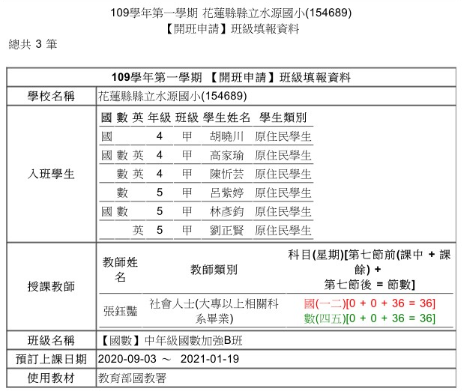 109學年第一學期 花蓮縣縣立水源國小(154689)
【開班申請】班級填報資料
總共 3 筆
109學年第一學期 【開班申請】班級填報資料
學校名稱 花蓮縣縣立水源國小(154689)
入班學生
國 數 英 年級 班級 學生姓名 學生類別
國 4 甲 胡曉川 原住民學生
國 數 英 4 甲 高家瑜 原住民學生
數 英 4 甲 陳忻芸 原住民學生
數 5 甲 呂紫婷 原住民學生
國 數 5 甲 林彥鈞 原住民學生
英 5 甲 劉正賢 原住民學生
授課教師
教師姓名 教師類別 科目(星期)[第七節前(課中 + 課餘) + 第七節後 = 節數]
張鈺豔 社會人士(大專以上相關科系畢業) 國(一二)[0 + 0 + 36 = 36]
數(四五)[0 + 0 + 36 = 36]
班級名稱 【國數】中年級國數加強B班
預訂上課日期 2020-09-03 ～ 2021-01-19
使用教材 教育部國教署